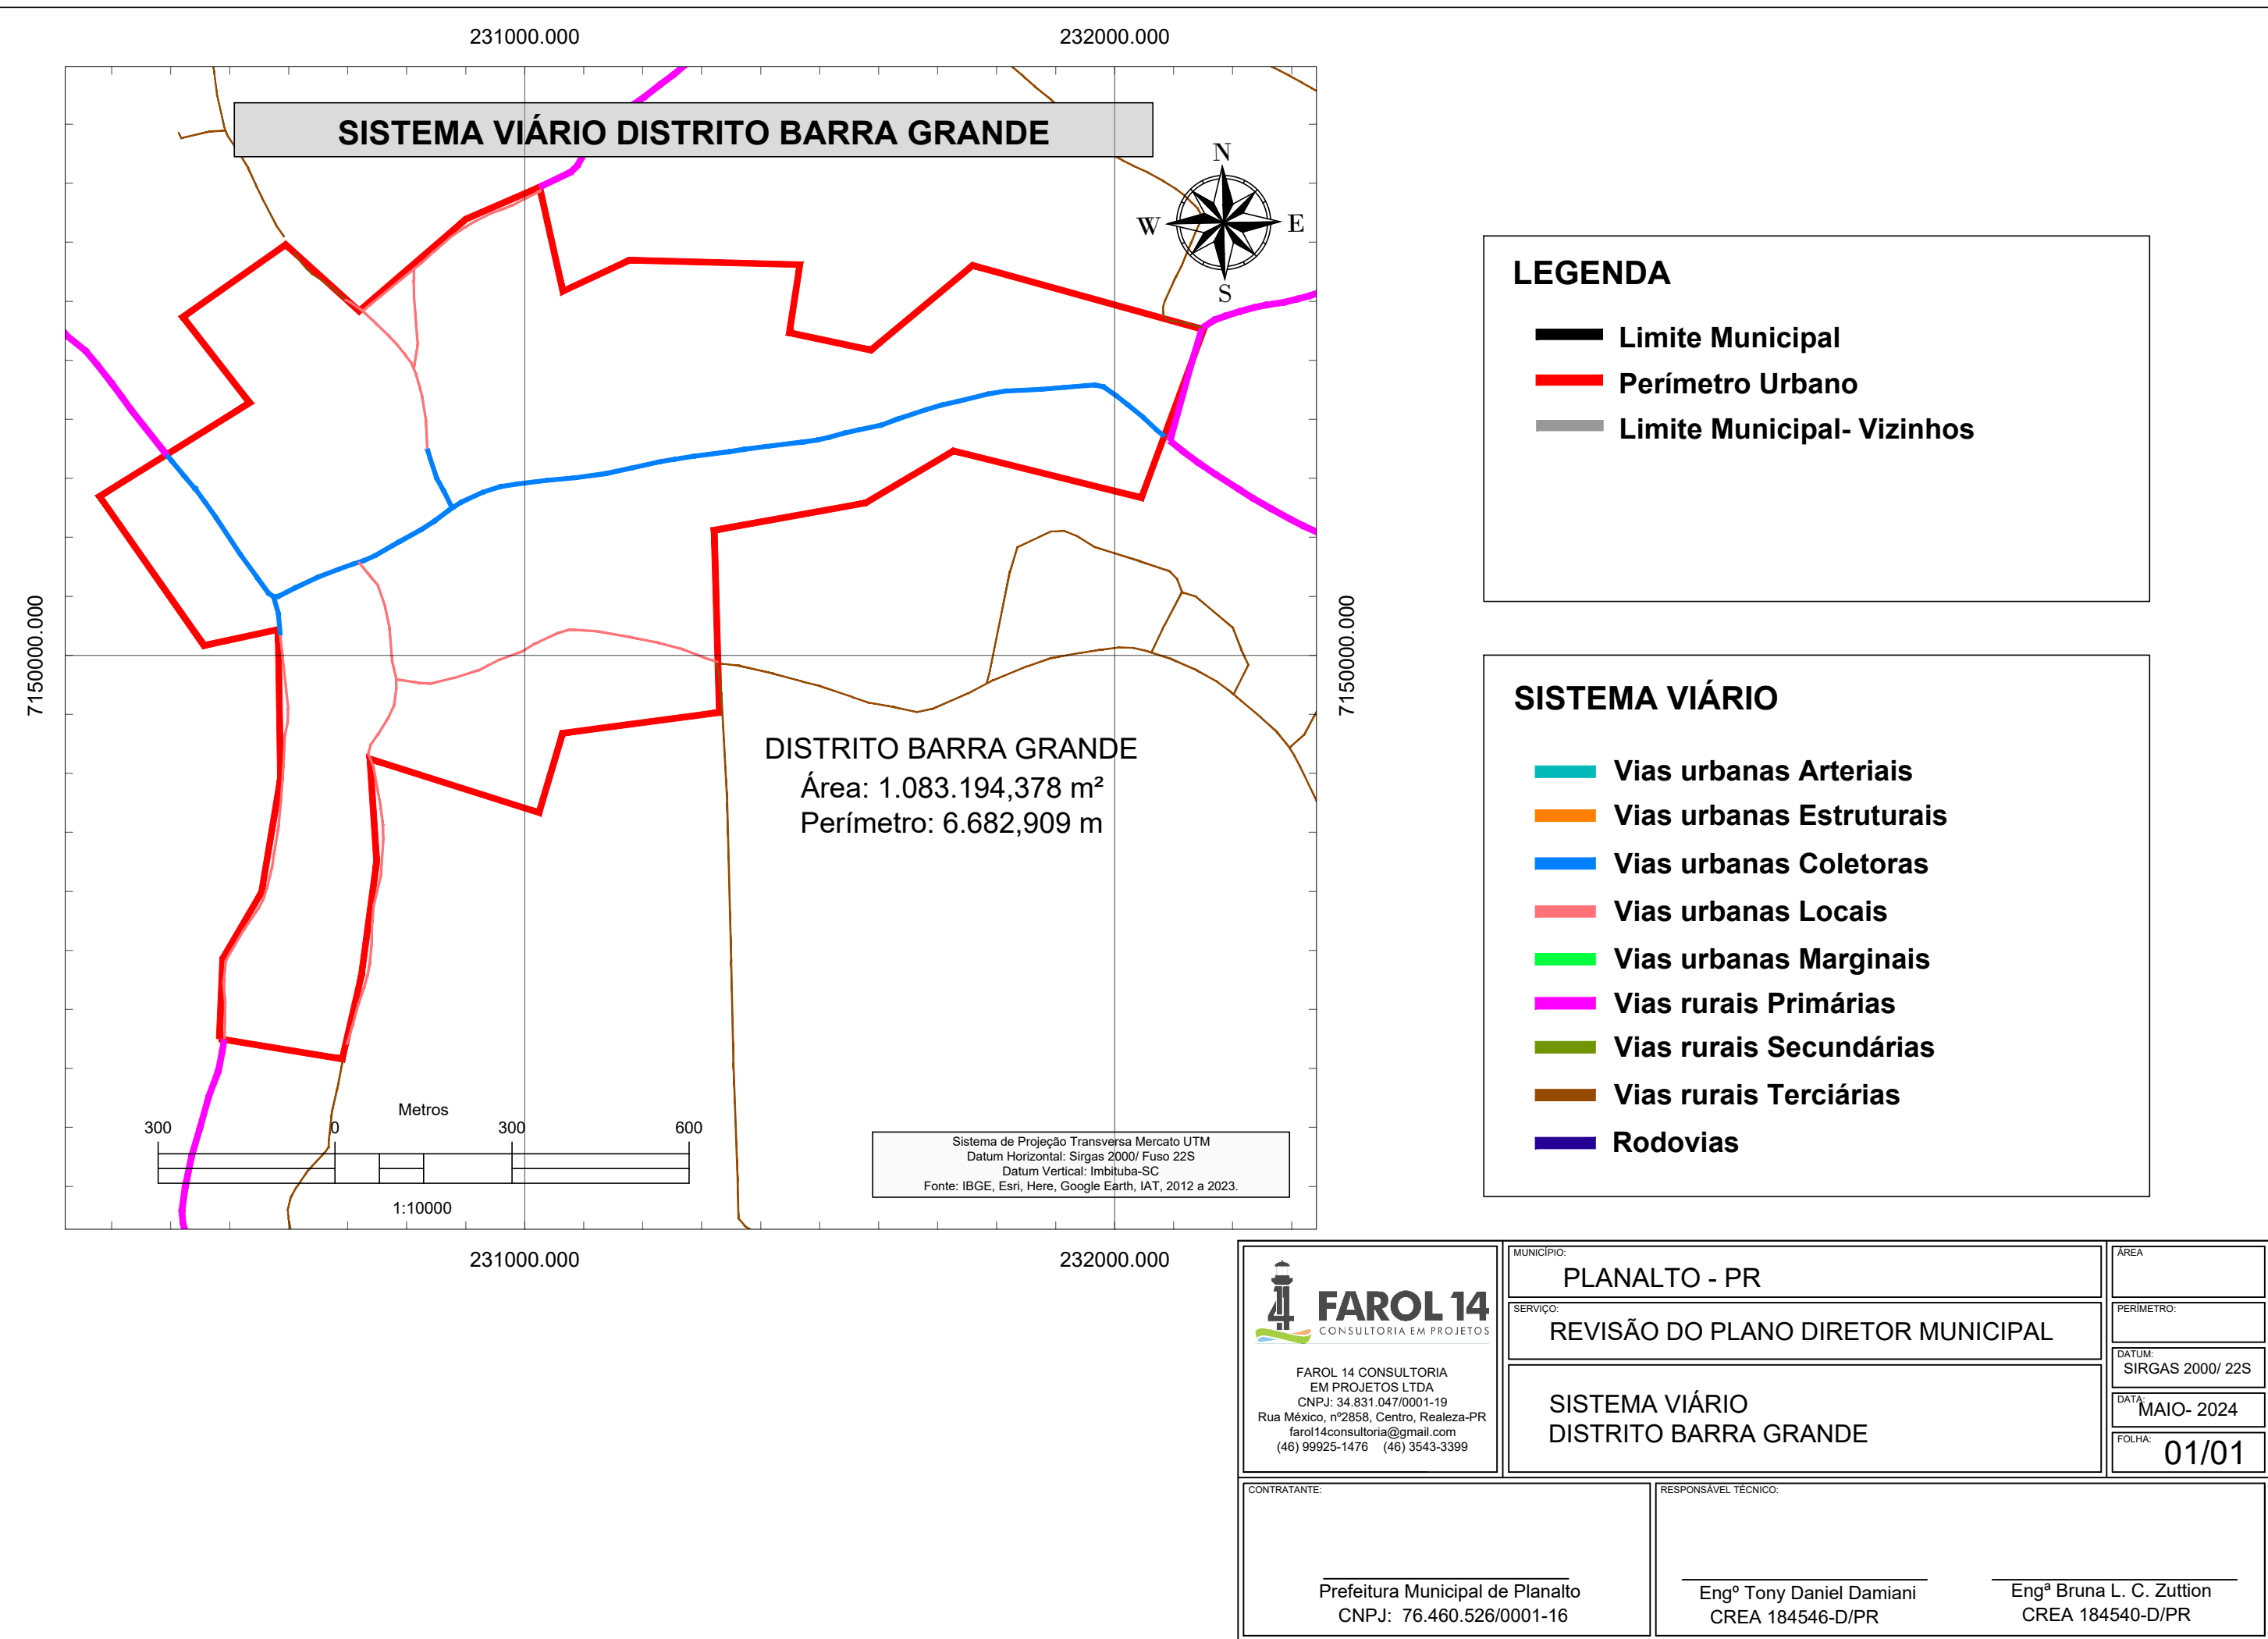 231000.000
232000.000
SISTEMA VIÁRIO DISTRITO BARRA GRANDE
N
W
E
S
7150000.000
7150000.000
DISTRITO BARRA GRANDE
Área: 1.083.194,378 m²
Perímetro: 6.682,909 m
Metros
300 0 300 600
1:10000
Sistema de Projeção Transversa Mercato UTM
Datum Horizontal: Sirgas 2000/ Fuso 22S
Datum Vertical: Imbituba-SC
Fonte: IBGE, Esri, Here, Google Earth, IAT, 2012 a 2023.
231000.000
232000.000
LEGENDA
Limite Municipal
Perímetro Urbano
Limite Municipal- Vizinhos
SISTEMA VIÁRIO
Vias urbanas Arteriais
Vias urbanas Estruturais
Vias urbanas Coletoras
Vias urbanas Locais
Vias urbanas Marginais
Vias rurais Primárias
Vias rurais Secundárias
Vias rurais Terciárias
Rodovias
FAROL 14
CONSULTORIA EM PROJETOS
FAROL 14 CONSULTORIA
EM PROJETOS LTDA
CNPJ: 34.831.047/0001-19
Rua México, nº2858, Centro, Realeza-PR
farol14consultoria@gmail.com
(46) 99925-1476 (46) 3543-3399
MUNICÍPIO:
PLANALTO - PR
SERVIÇO:
REVISÃO DO PLANO DIRETOR MUNICIPAL
SISTEMA VIÁRIO
DISTRITO BARRA GRANDE
ÁREA
PERÍMETRO:
DATUM:
SIRGAS 2000/ 22S
DATA:
MAIO- 2024
FOLHA:
01/01
CONTRATANTE:
Prefeitura Municipal de Planalto
CNPJ: 76.460.526/0001-16
RESPONSÁVEL TÉCNICO:
Engº Tony Daniel Damiani
CREA 184546-D/PR
Engª Bruna L. C. Zuttion
CREA 184540-D/PR